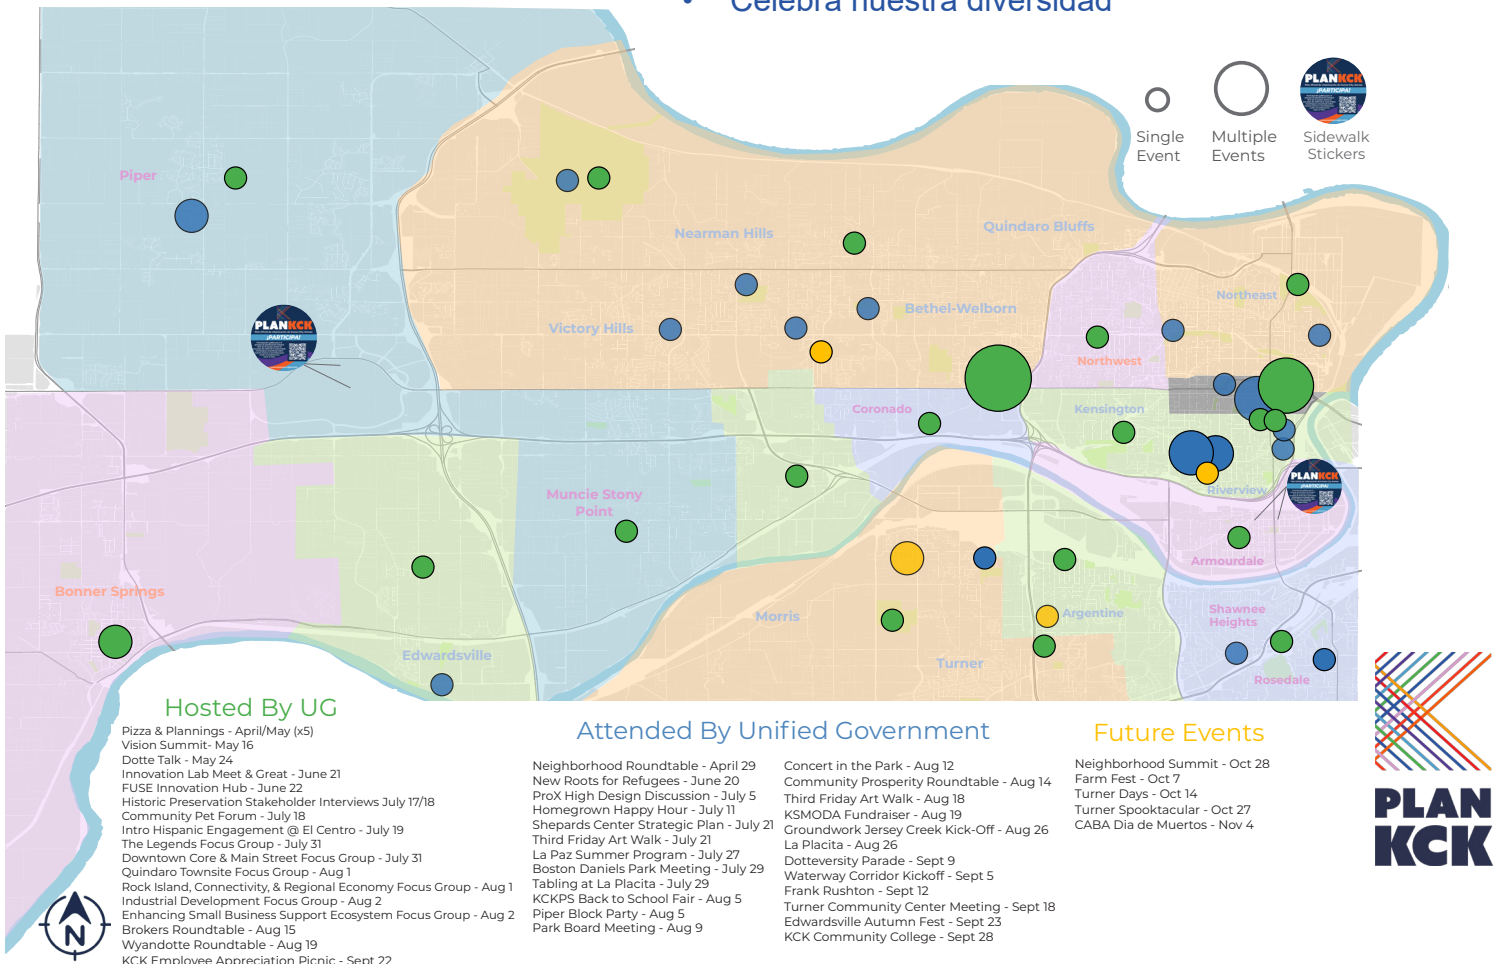 • Celebra nuestra diversidad
PLANKCK
¡PARTICIPA!
Single
Event
Multiple
Events
Sidewalk
Stickers
Piper
Nearman Hills
Quindaro Bluffs
Northeast
Bethel-Welborn
Victory Hills
PLANKCK
¡PARTICIPA!
Northwest
Coronado
Kensington
Muncie Stony
Point
Riverview
PLANKCK
¡PARTICIPA!
Armourdale
Bonner Springs
Morris
Argentine
Shawnee
Heights
Edwardsville
Turner
Rosedale
Hosted By UG
Pizza & Plannings - April/May (x5)
Vision Summit- May 16
Dotte Talk - May 24
Innovation Lab Meet & Great - June 21
FUSE Innovation Hub - June 22
Historic Preservation Stakeholder Interviews July 17/18
Community Pet Forum - July 18
Intro Hispanic Engagement @ El Centro - July 19
The Legends Focus Group - July 31
Downtown Core & Main Street Focus Group - July 31
Quindaro Townsite Focus Group - Aug 1
Rock Island, Connectivity, & Regional Economy Focus Group - Aug 1
Industrial Development Focus Group - Aug 2
Enhancing Small Business Support Ecosystem Focus Group - Aug 2
Brokers Roundtable - Aug 15
Wyandotte Roundtable - Aug 19
KCK Employee Appreciation Picnic - Sept 22
N
Attended By Unified Government
Neighborhood Roundtable - April 29
New Roots for Refugees - June 20
ProX High Design Discussion - July 5
Homegrown Happy Hour - July 11
Shepards Center Strategic Plan - July 21
Third Friday Art Walk - July 21
La Paz Summer Program - July 27
Boston Daniels Park Meeting - July 29
Tabling at La Placita - July 29
KCKPS Back to School Fair - Aug 5
Piper Block Party - Aug 5
Park Board Meeting - Aug 9
Concert in the Park - Aug 12
Community Prosperity Roundtable - Aug 14
Third Friday Art Walk - Aug 18
KSMODA Fundraiser - Aug 19
Groundwork Jersey Creek Kick-Off - Aug 26
La Placita - Aug 26
Dotteversity Parade - Sept 9
Waterway Corridor Kickoff - Sept 5
Frank Rushton - Sept 12
Turner Community Center Meeting - Sept 18
Edwardsville Autumn Fest - Sept 23
KCK Community College - Sept 28
Future Events
Neighborhood Summit - Oct 28
Farm Fest - Oct 7
Turner Days - Oct 14
Turner Spooktacular - Oct 27
CABA Dia de Muertos - Nov 4
PLAN
KCK